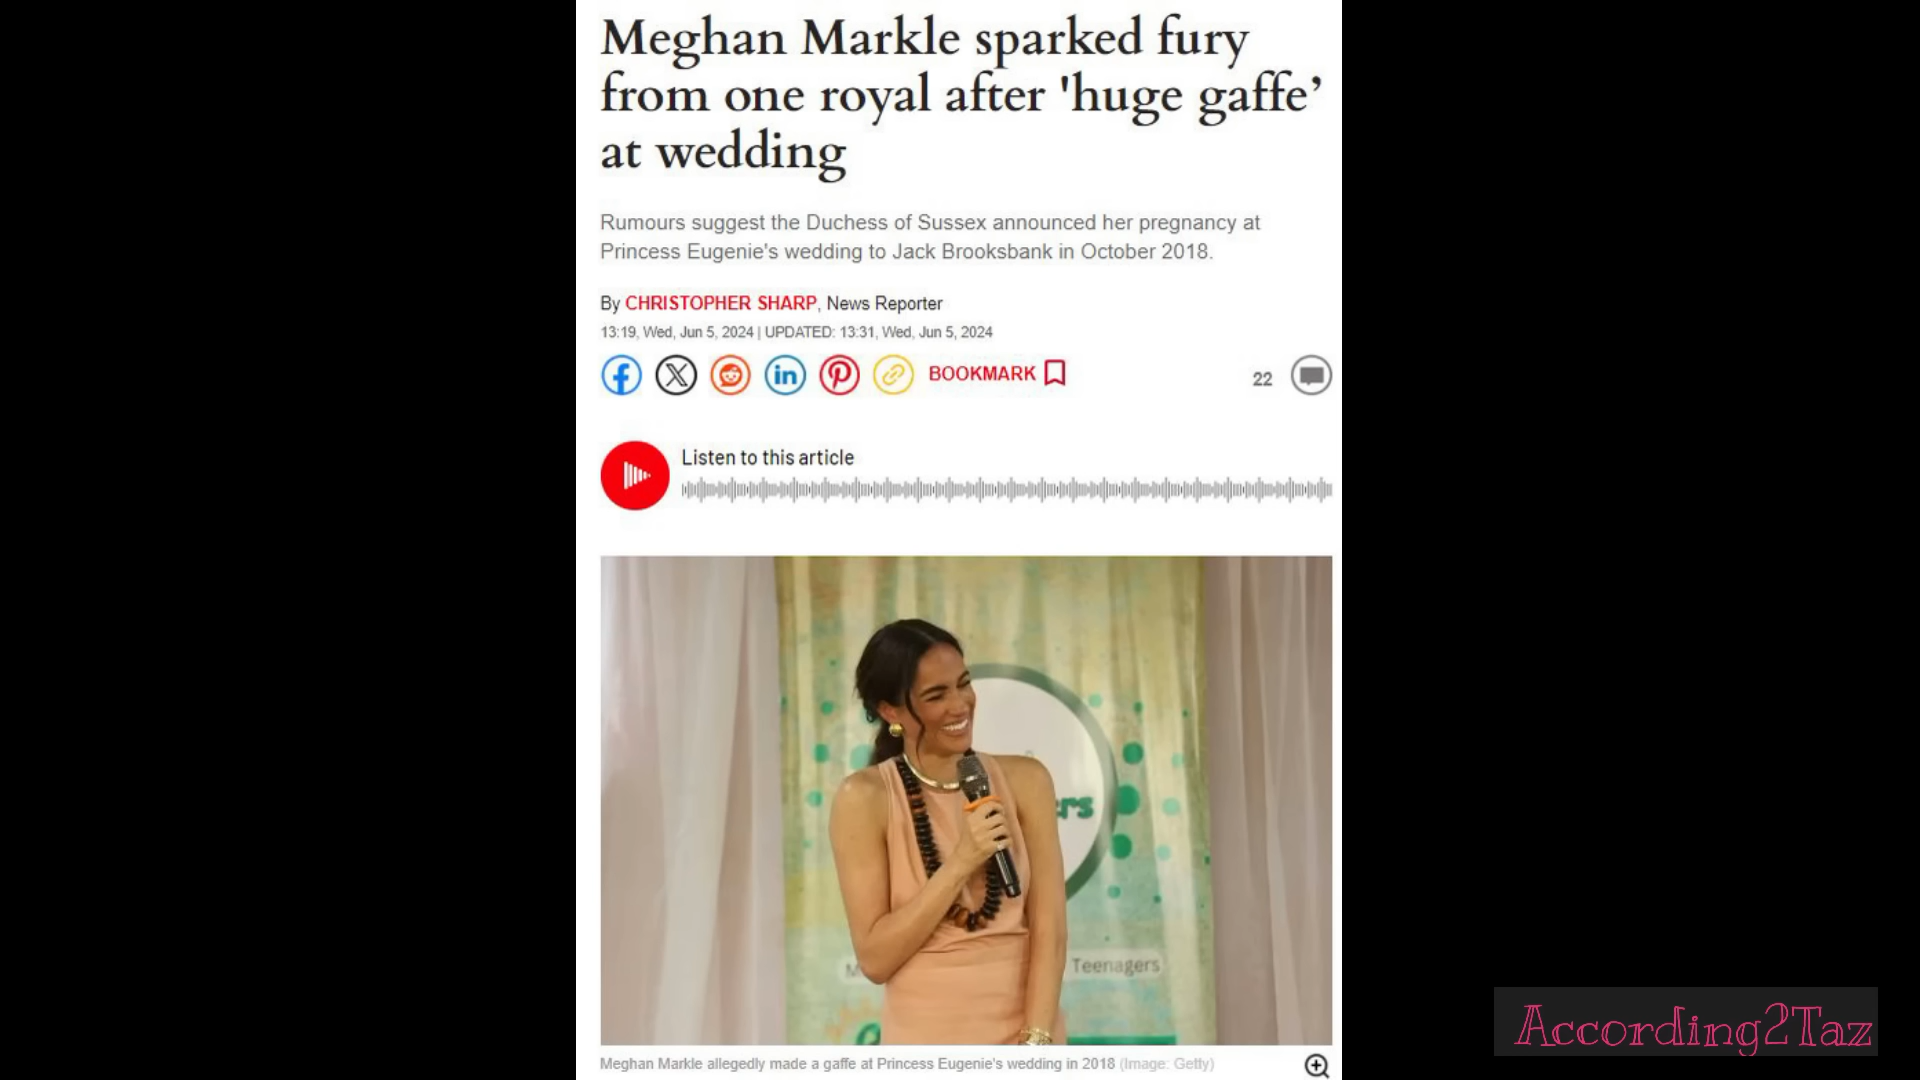 Meghan Markle sparked fury
from one royal after 'huge gaffe’
at wedding
Rumours suggest the Duchess of Sussex announced her pregnancy at
Princess Eugenie's wedding to Jack Brooksbank in October 2018.
By CHRISTOPHER SHARP, News Reporter
13:19, Wed, Jun 5, 2024 | UPDATED: 13:31, Wed, Jun 5, 2024
BOOKMARK
22
Listen to this article
ers
Teenagers
Meghan Markle allegedly made a gaffe at Princess Eugenie's wedding in 2018 (Image: Getty)
According2Taz